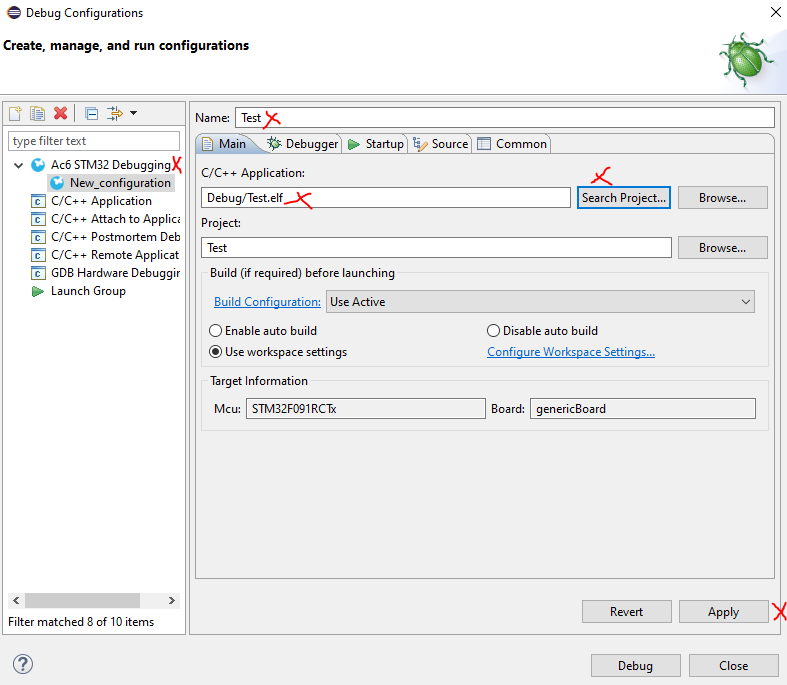 Debug Configurations
Create, manage, and run configurations
type filter text
Ac6 STM32 Debugging
New_configuration
C/C++ Application
C/C++ Attach to Applica
C/C++ Postmortem Deb
C/C++ Remote Applicat
GDB Hardware Debuggin
Launch Group
Filter matched 8 of 10 items
Name: Test
Main Debugger Startup Source Common
C/C++ Application:
Debug/Test.elf Search Project... Browse...
Project:
Test Browse...
Build (if required) before launching
Build Configuration: Use Active
Enable auto build Disable auto build
Use workspace settings Configure Workspace Settings...
Target Information
Mcu: STM32F091RCTx Board: genericBoard
Revert Apply
Debug Close